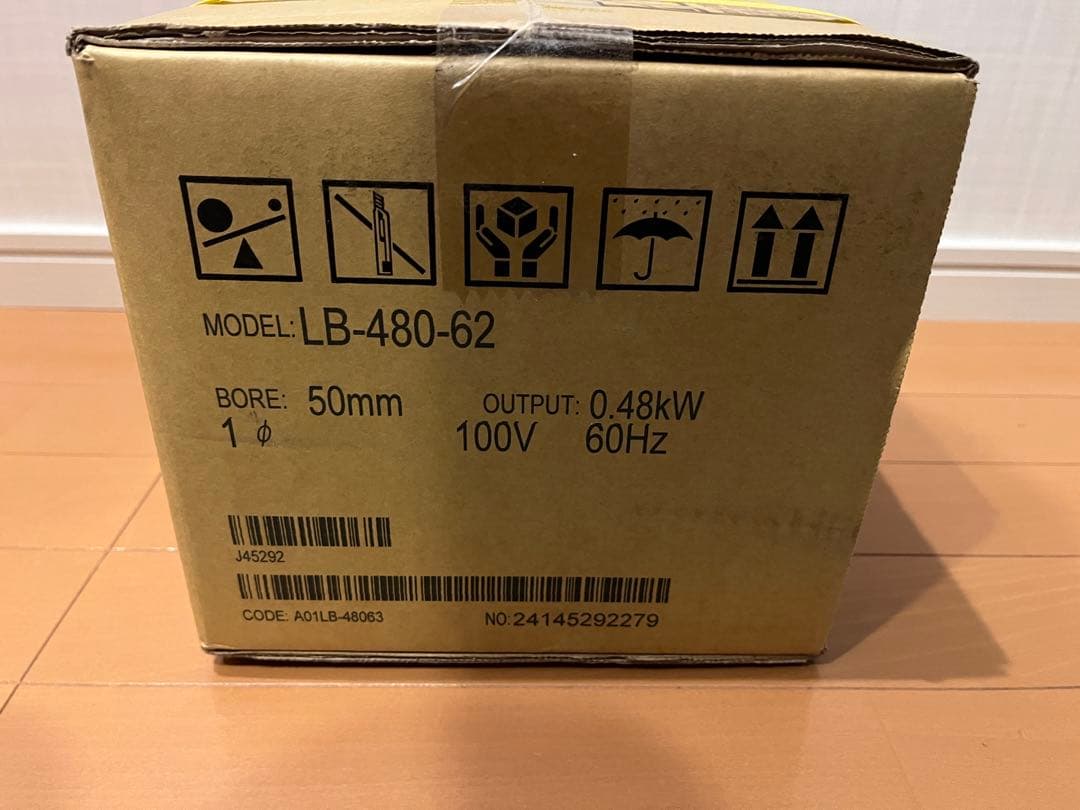 MODEL: LB-480-62
BORE: 50mm OUTPUT: 0.48kW
1 ø 100V 60Hz
J45292
CODE: A01LB-48063 NO: 24145292279